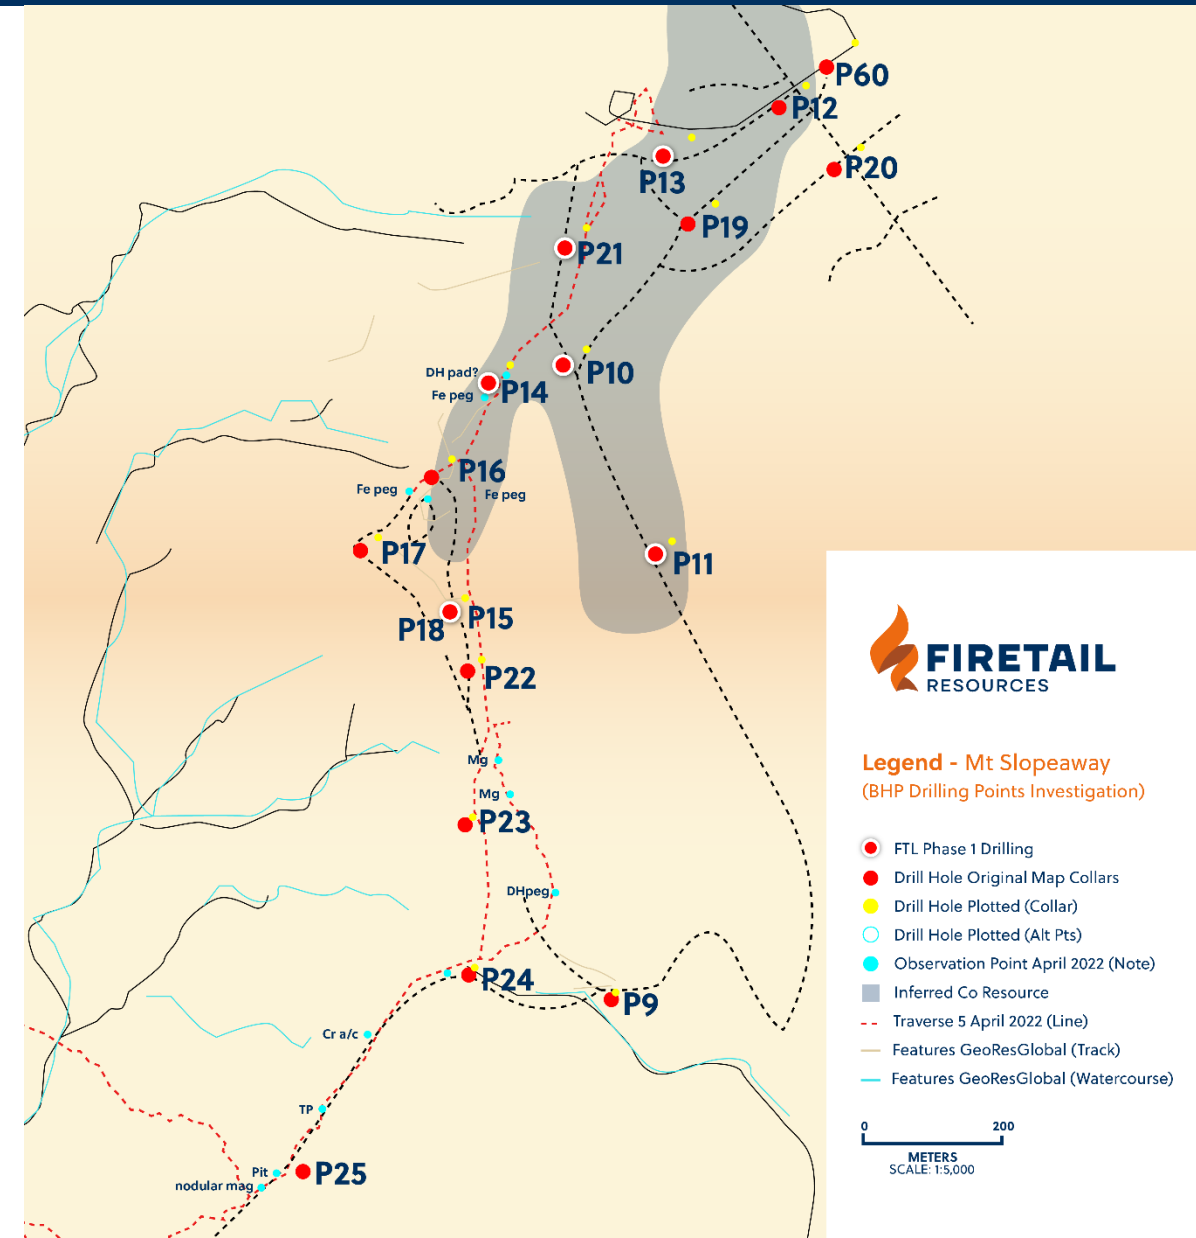 P60
P12
P20
P13
P19
P21
P10
DH pad?
P14
Fe peg
P16
Fe peg
Fe peg
P17
P11
P15
P18
P22
Mg
Mg
P23
DHpeg
P24
P9
Cr a/c
TP
Pit
P25
nodular mag
FIRETAIL
RESOURCES
Legend - Mt Slopeaway
(BHP Drilling Points Investigation)
FTL Phase 1 Drilling
Drill Hole Original Map Collars
Drill Hole Plotted (Collar)
Drill Hole Plotted (Alt Pts)
Observation Point April 2022 (Note)
Inferred Co Resource
Traverse 5 April 2022 (Line)
Features GeoResGlobal (Track)
Features GeoResGlobal (Watercourse)
0 200
METERS
SCALE: 1:5,000